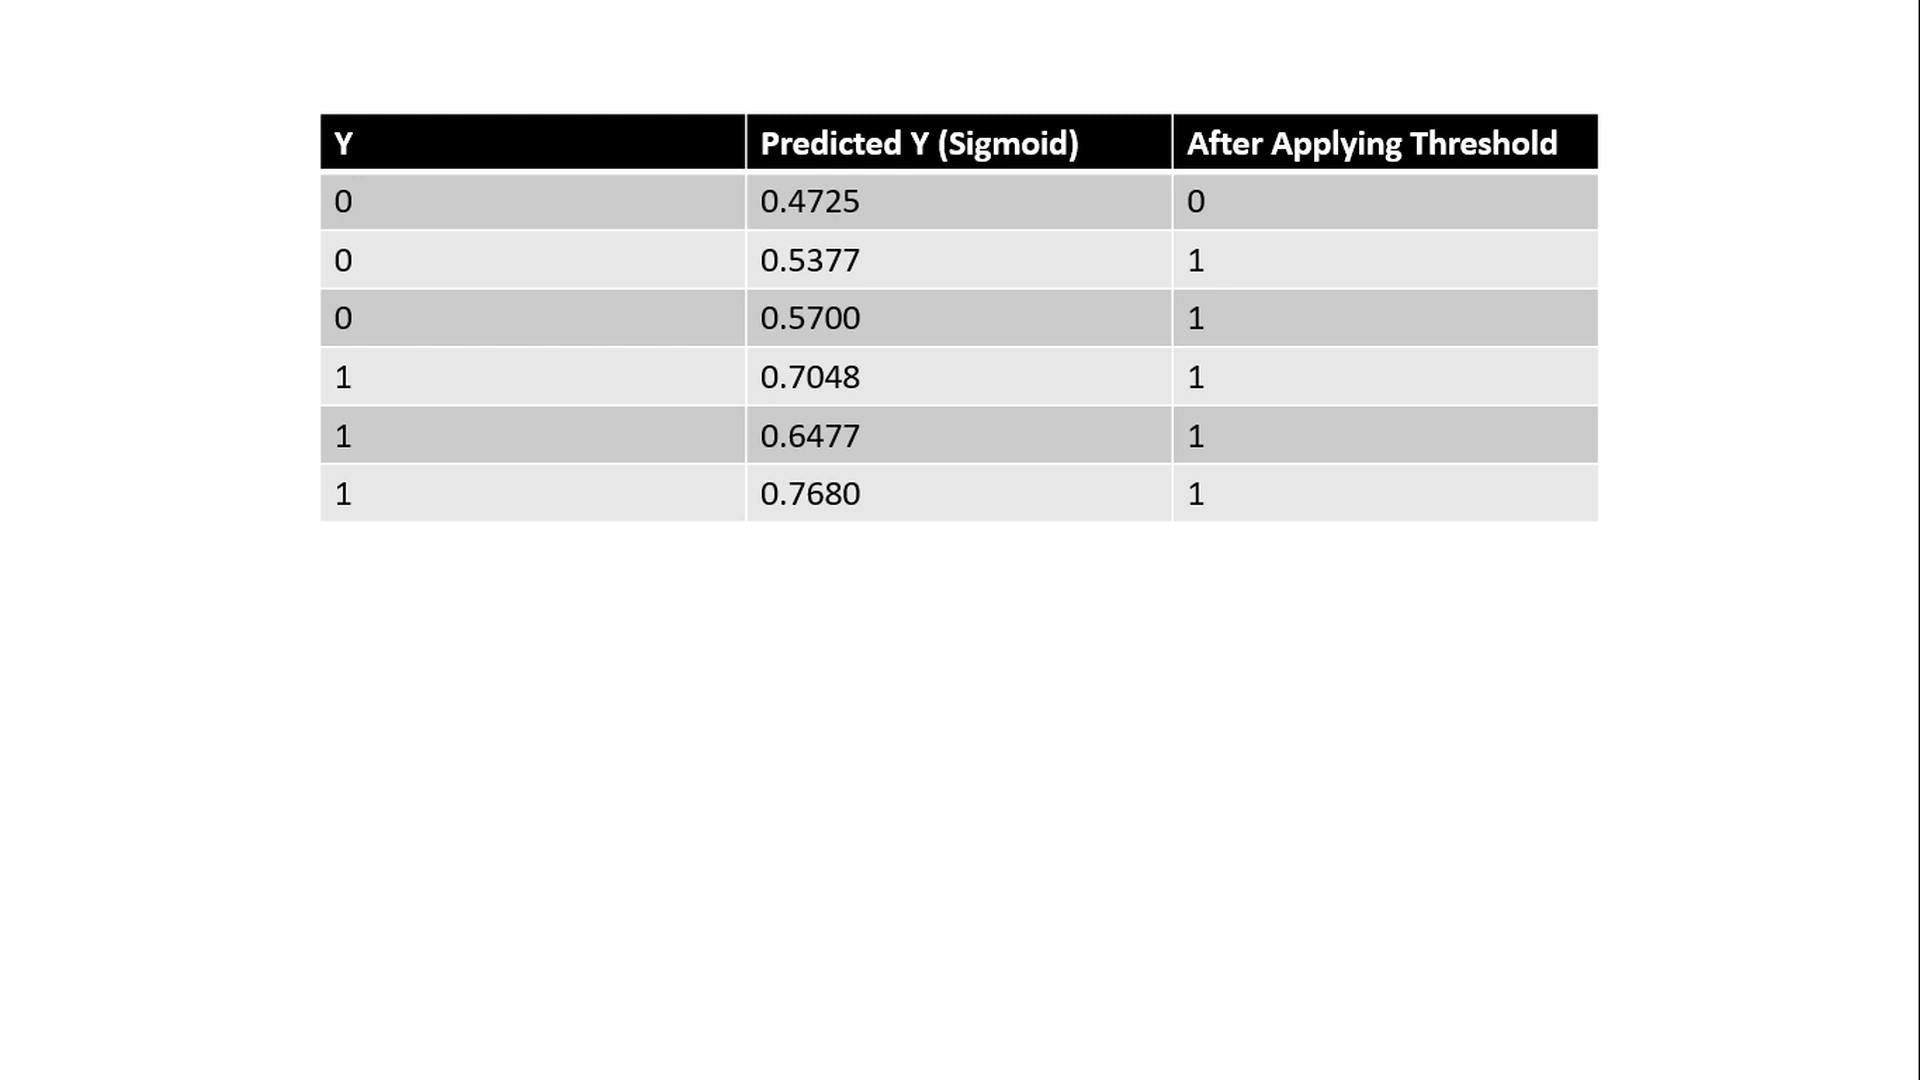 Y Predicted Y (Sigmoid) After Applying Threshold
0 0.4725 0
0 0.5377 1
0 0.5700 1
1 0.7048 1
1 0.6477 1
1 0.7680 1